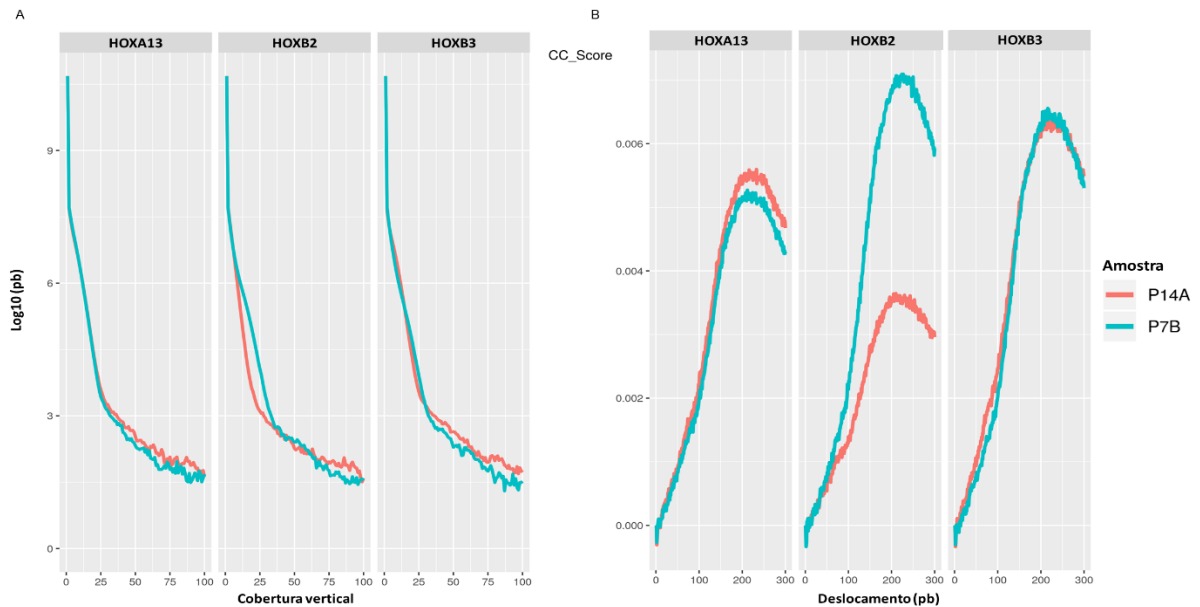 A
HOXA13 HOXB2 HOXB3
Log10 (pb)
9
6
3
0
0 25 50 75 100 0 25 50 75 100 0 25 50 75 100
Cobertura vertical
B
CC_Score
HOXA13 HOXB2 HOXB3
0.006
0.004
0.002
0.000
0 100 200 300 0 100 200 300 0 100 200 300
Deslocamento (pb)
Amostra
P14A
P7B